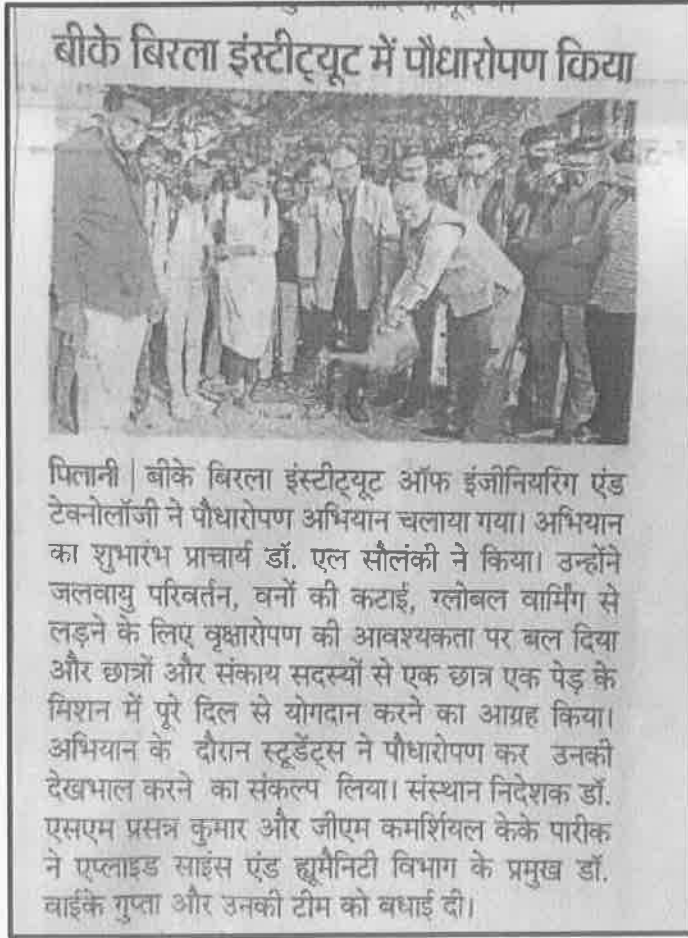 बीके बिरला इंस्टीट्यूट में पौधारोपण किया
पिलानी | बीके बिरला इंस्टीट्यूट ऑफ इंजीनियरिंग एंड
टेक्नोलॉजी ने पौधारोपण अभियान चलाया गया। अभियान
का शुभारंभ प्राचार्य डॉ. एल सौलंकी ने किया। उन्होंने
जलवायु परिवर्तन, वनों की कटाई, ग्लोबल वार्मिंग से
लड़ने के लिए वृक्षारोपण की आवश्यकता पर बल दिया
और छात्रों और संकाय सदस्यों से एक छात्र एक पेड़ के
मिशन में पूरे दिल से योगदान करने का आग्रह किया।
अभियान के दौरान स्टूडेंट्स ने पौधारोपण कर उनकी
देखभाल करने का संकल्प लिया। संस्थान निदेशक डॉ.
एसएम प्रसन्न कुमार और जीएम कमर्शियल केके पारीक
ने एप्लाइड साइंस एंड ह्यूमैनिटी विभाग के प्रमुख डॉ.
वाईके गुप्ता और उनकी टीम को बधाई दी।